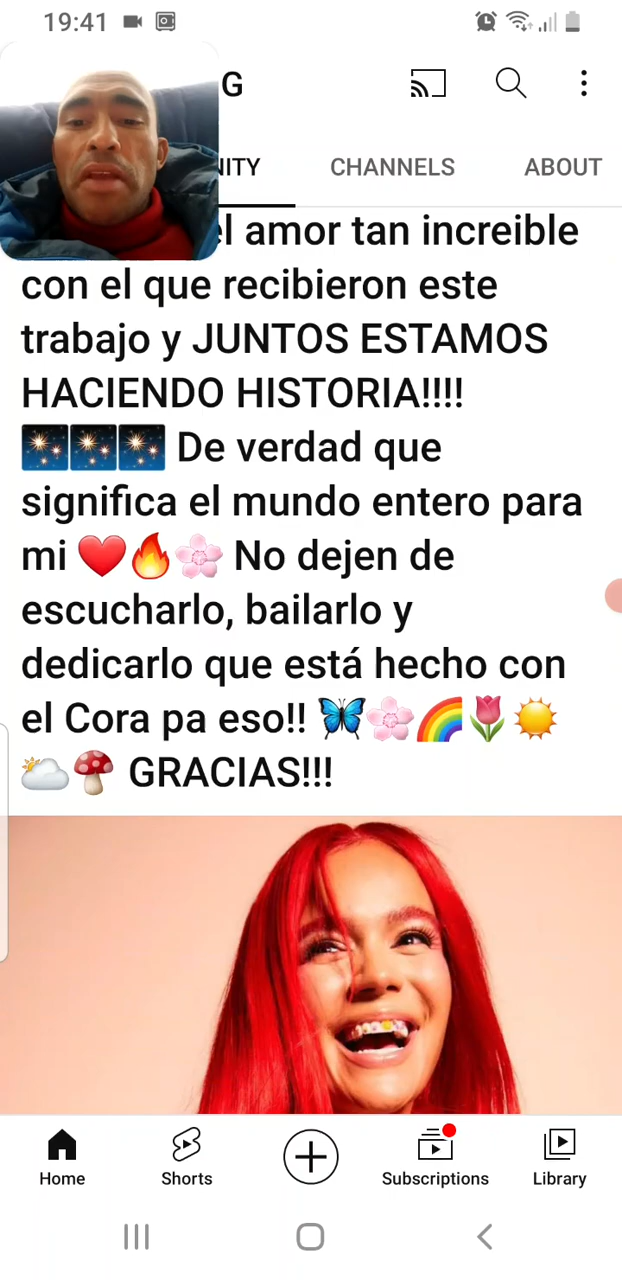 19:41
G
CHANNELS
ABOUT
amor tan increible
con el que recibieron este
trabajo y JUNTOS ESTAMOS
HACIENDO HISTORIA!!!!
🎇🎇🎇 De verdad que
significa el mundo entero para
mi ❤️🔥🌸 No dejen de
escucharlo, bailarlo y
dedicarlo que está hecho con
el Cora pa eso!! 🦋🌸🌈🌷☀️
🌥️🍄 GRACIAS!!!
Home
Shorts
Subscriptions
Library